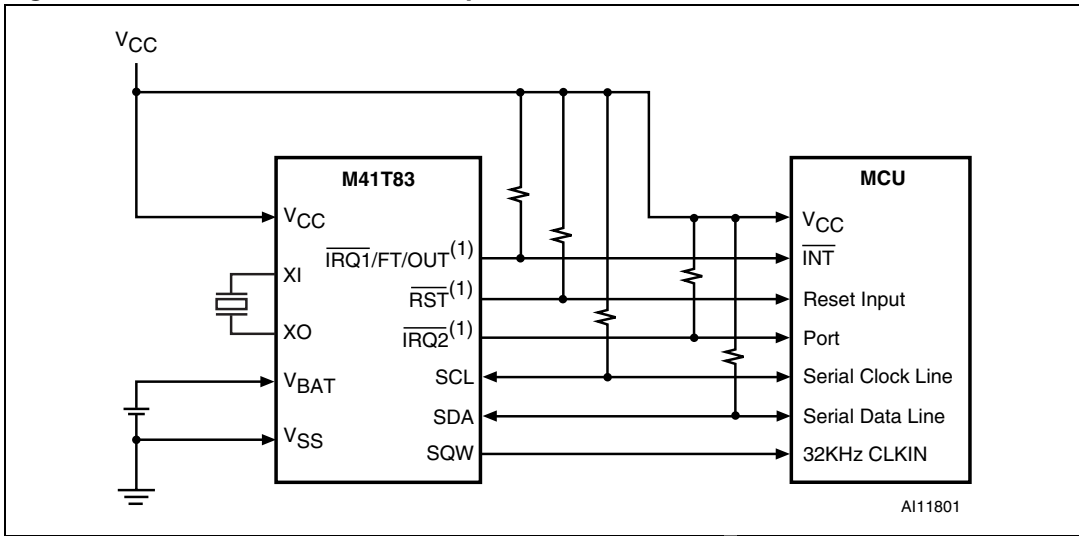 VCC
M41T83
VCC
XI
XO
VBAT
VSS
IRQ1/FT/OUT(1)
RST(1)
IRQ2(1)
SCL
SDA
SQW
MCU
VCC
INT
Reset Input
Port
Serial Clock Line
Serial Data Line
32KHz CLKIN
AI11801